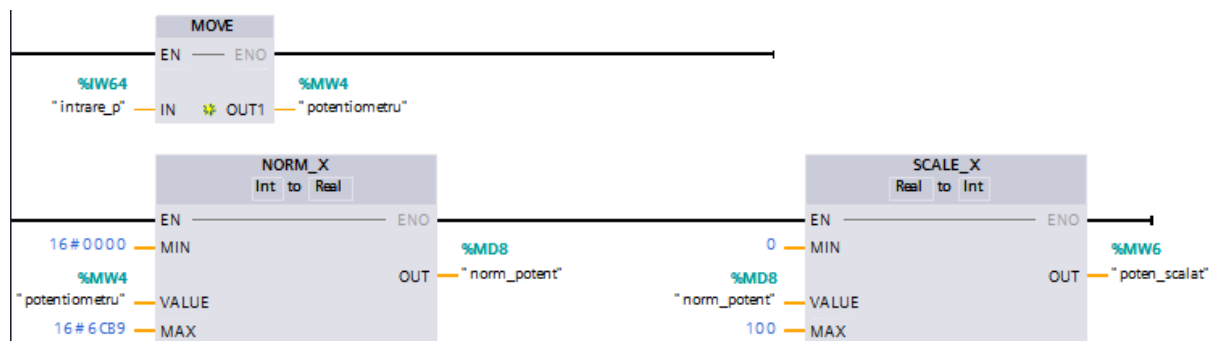 MOVE
EN ENO
%IW64 %MW4
"intrare_p" IN OUT1 "potentiometru"
NORM_X SCALE_X
Int to Real Real to Int
EN ENO EN ENO
16#0000 MIN %MD8 0 MIN %MW6
%MW4 OUT "norm_potent" %MD8 OUT "poten_scalat"
"potentiometru" VALUE "norm_potent" VALUE
16#6CB9 MAX 100 MAX